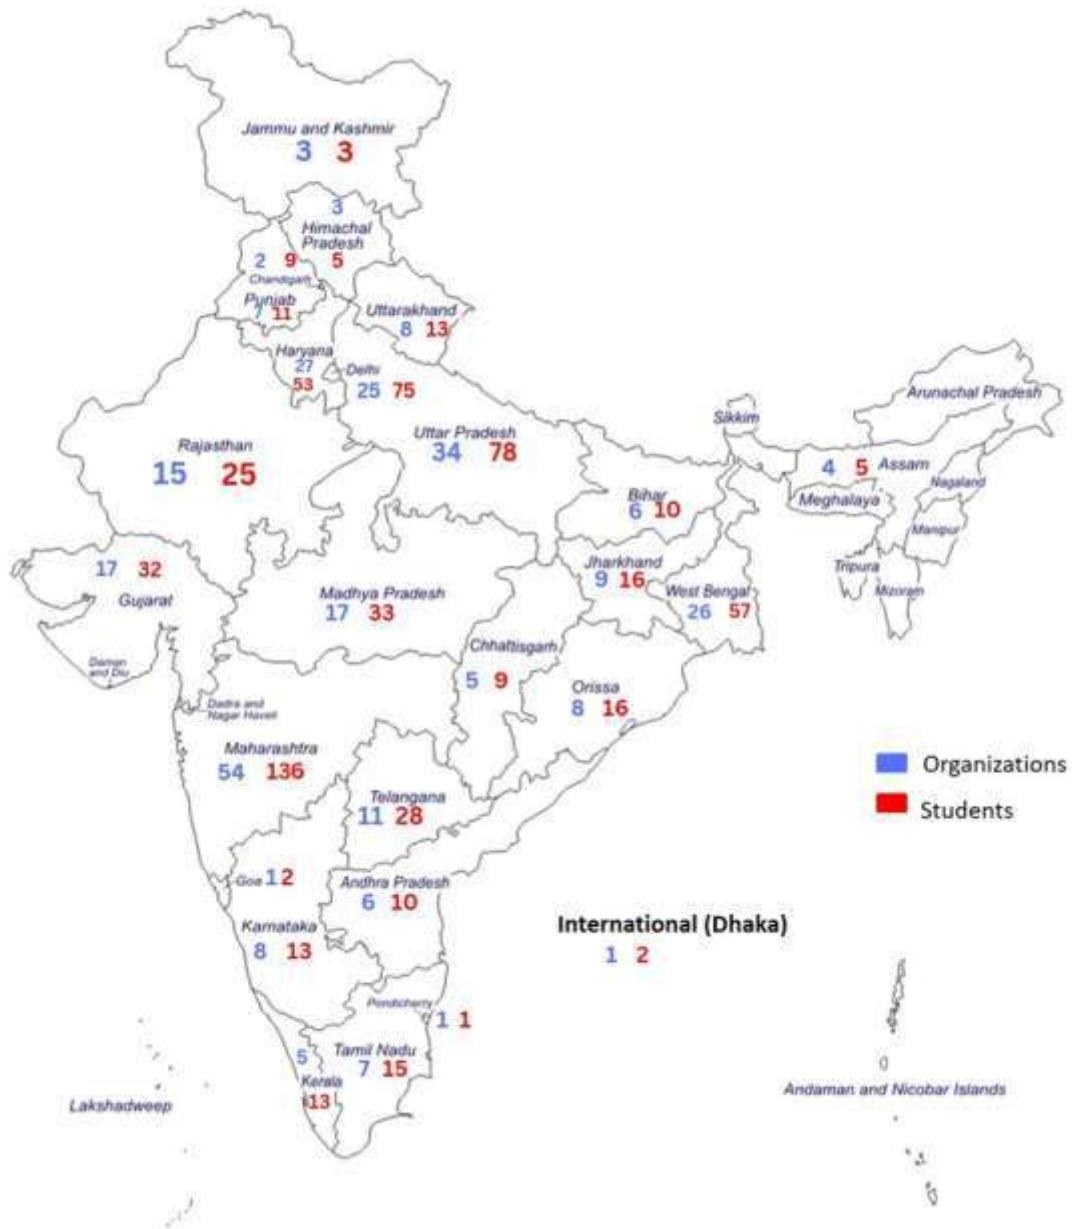 Jammu and Kashmir
3 3
3
Himachal
Pradesh
5
2 9
Chandigarh
Punjab
7 11
Uttarakhand
8 13
Haryana
27
53
Delhi
25 75
Uttar Pradesh
34 78
Rajasthan
15 25
Sikkim
Arunachal Pradesh
4 5 Assam
Nagaland
Meghalaya
Manipur
Tripura
Mizoram
Bihar
6 10
Jharkhand
9 16
West Bengal
26 57
17 32
Gujarat
Madhya Pradesh
17 33
Chhattisgarh
5 9
Orissa
8 16
Daman
and Diu
Dadra and
Nagar Haveli
Maharashtra
54 136
Organizations
Students
Telangana
11 28
Goa 1 2
Andhra Pradesh
6 10
Karnataka
8 13
International (Dhaka)
1 2
Pondicherry
1 1
5
Kerala
13
Tamil Nadu
7 15
Lakshadweep
Andaman and Nicobar Islands